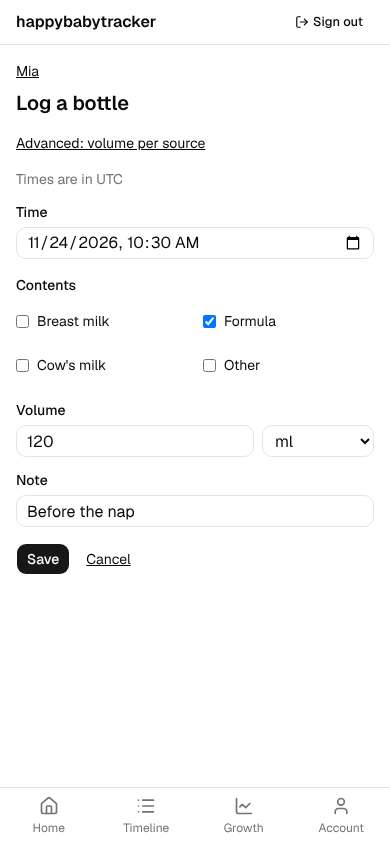 happybabytracker
Sign out
Mia
Log a bottle
Advanced: volume per source
Times are in UTC
Time
11/24/2026, 10:30 AM
Contents
Breast milk
Formula
Cow's milk
Other
Volume
120
ml
Note
Before the nap
Save
Cancel
Home
Timeline
Growth
Account